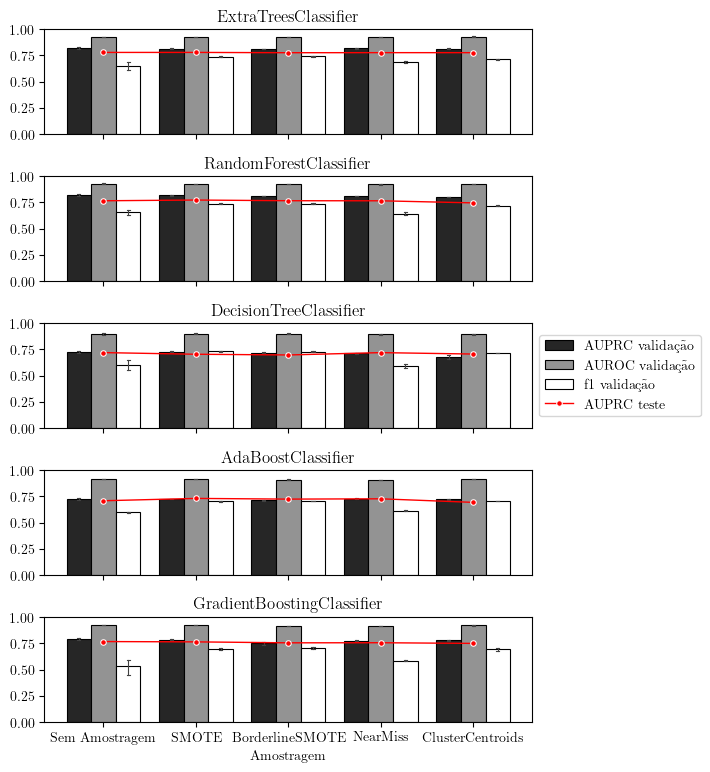 ExtraTreesClassifier
1.00
0.75
0.50
0.25
0.00
RandomForestClassifier
1.00
0.75
0.50
0.25
0.00
DecisionTreeClassifier
1.00
0.75
0.50
0.25
0.00
AUPRC validação
AUROC validação
f1 validação
AUPRC teste
AdaBoostClassifier
1.00
0.75
0.50
0.25
0.00
GradientBoostingClassifier
1.00
0.75
0.50
0.25
0.00
Sem Amostragem SMOTE BorderlineSMOTE NearMiss ClusterCentroids
Amostragem